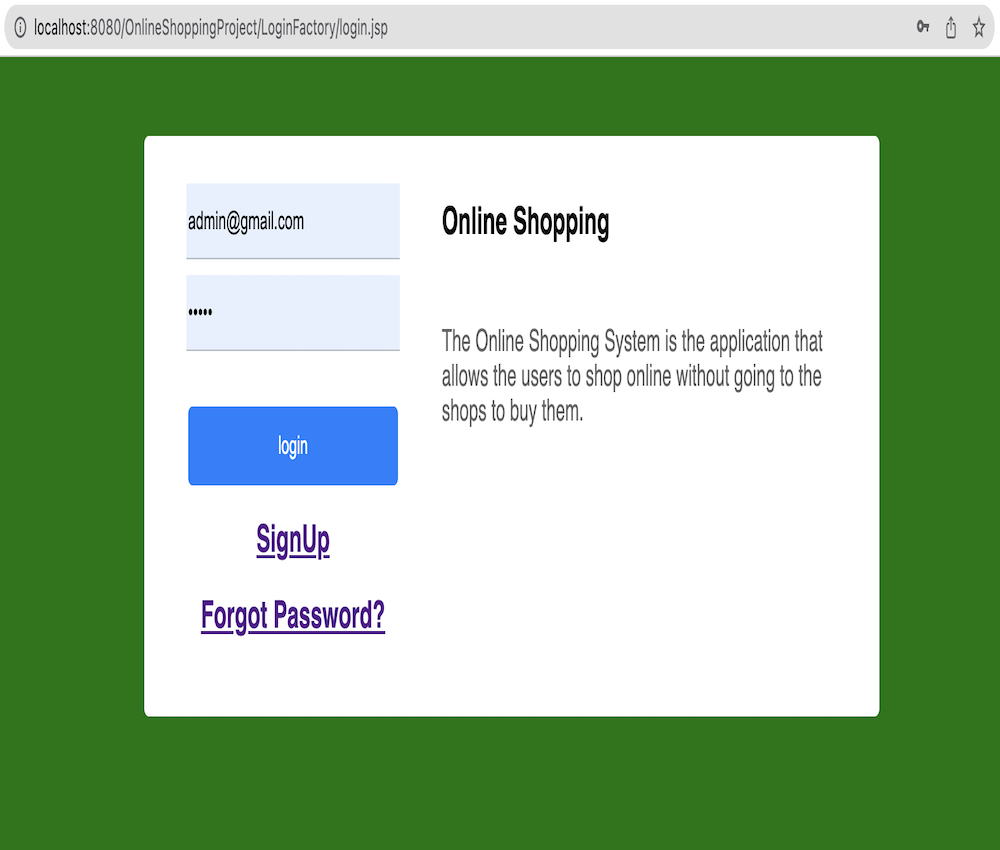 localhost:8080/OnlineShoppingProject/LoginFactory/login.jsp
admin@gmail.com
•••••
login
SignUp
Forgot Password?
Online Shopping
The Online Shopping System is the application that
allows the users to shop online without going to the
shops to buy them.